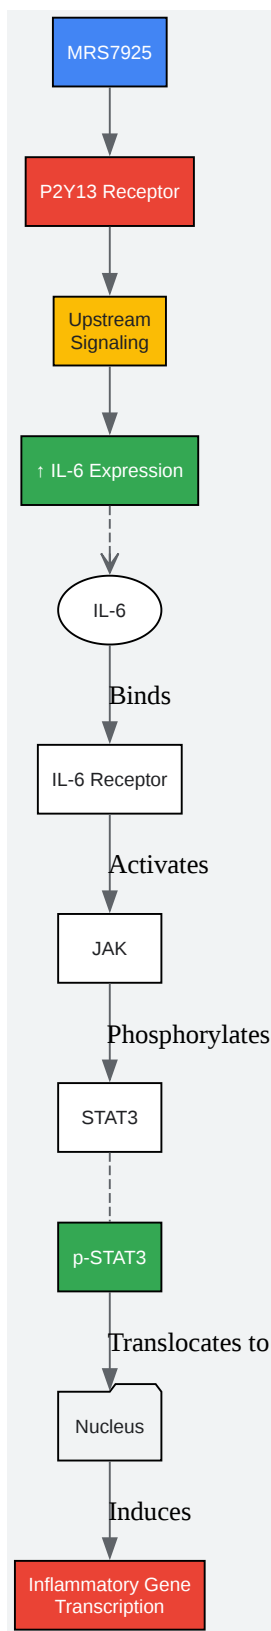 MRS7925
P2Y13 Receptor
Upstream
Signaling
↑ IL-6 Expression
IL-6
Binds
IL-6 Receptor
Activates
JAK
Phosphorylates
STAT3
p-STAT3
Translocates to
Nucleus
Induces
Inflammatory Gene
Transcription